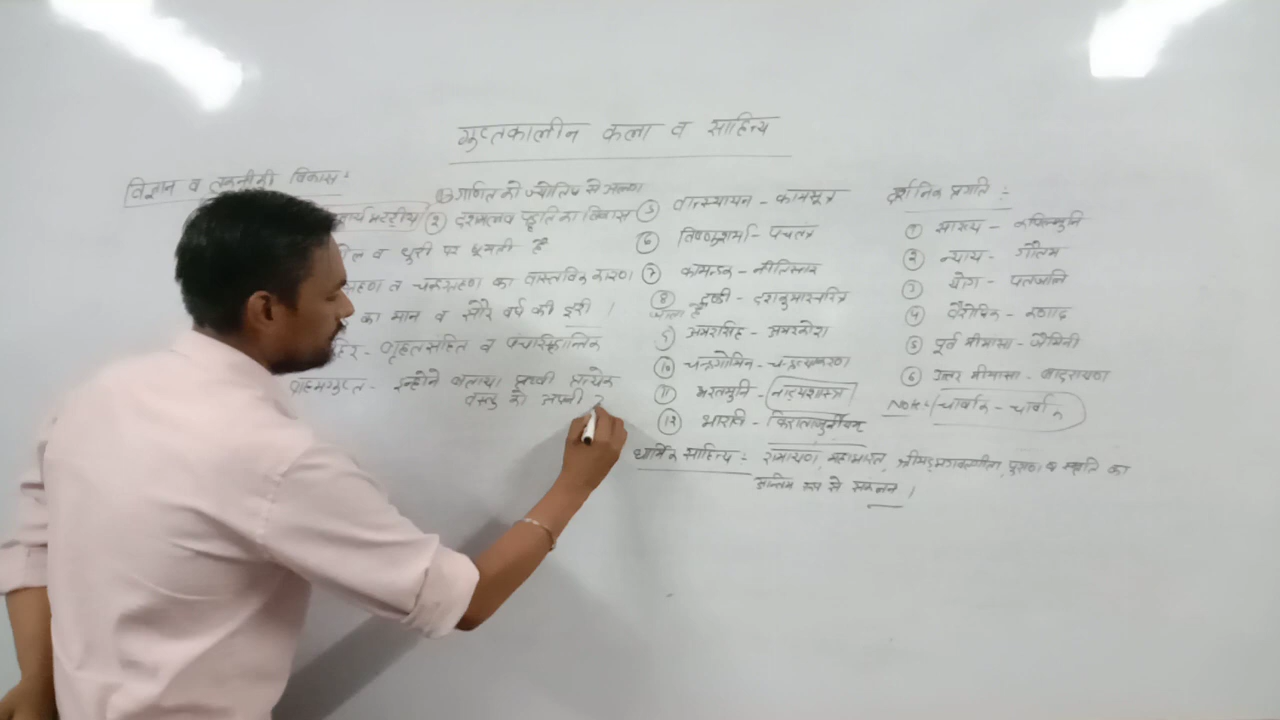 गुप्तकालीन कला व साहित्य
विज्ञान व तकनीकी विकास :
① गणित को ज्योतिष से अलग
② दशमलव पद्धति का विकास
गोल व धुरी पर घूमती है
ग्रहण व चन्द्रग्रहण का वास्तविक कारण
का मान व सौर वर्ष की दूरी ।
वृहतसंहित व पंचसिद्धान्तिक
ब्रह्मगुप्त - इन्होने बताया पृथ्वी प्रत्येक
वस्तु को अपनी
⑤ वात्स्यायन - कामसूत्र
⑥ विष्णुशर्मा - पंचतंत्र
⑦ कामन्दक - नीतिसार
⑧ दण्डी - दशकुमारचरित्र
जाता है
⑨ अमरसिंह - अमरकोश
⑩ चन्द्रगोमिन - चन्द्रव्याकरण
⑪ भरतमुनि - नाट्यशास्त्र
⑫ भारवि - किरातार्जुनीयम
धार्मिक साहित्य : रामायण, महाभारत, श्रीमद्भगवतगीता, पुराण व स्मृति का
अन्तिम रूप से संकलन ।
दार्शनिक प्रगति :
① सांख्य - कपिलमुनि
② न्याय - गौतम
③ योग - पतंजलि
④ वैशेषिक - कणाद
⑤ पूर्व मीमांसा - जैमिनी
⑥ उत्तर मीमांसा - बादरायण
Note: चार्वाक - चार्वाक